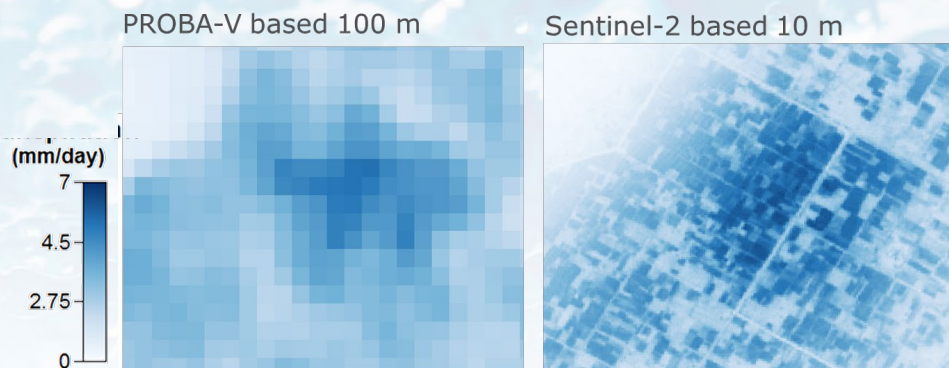 PROBA-V based 100 m
Sentinel-2 based 10 m
(mm/day)
7
4.5
2.75
0